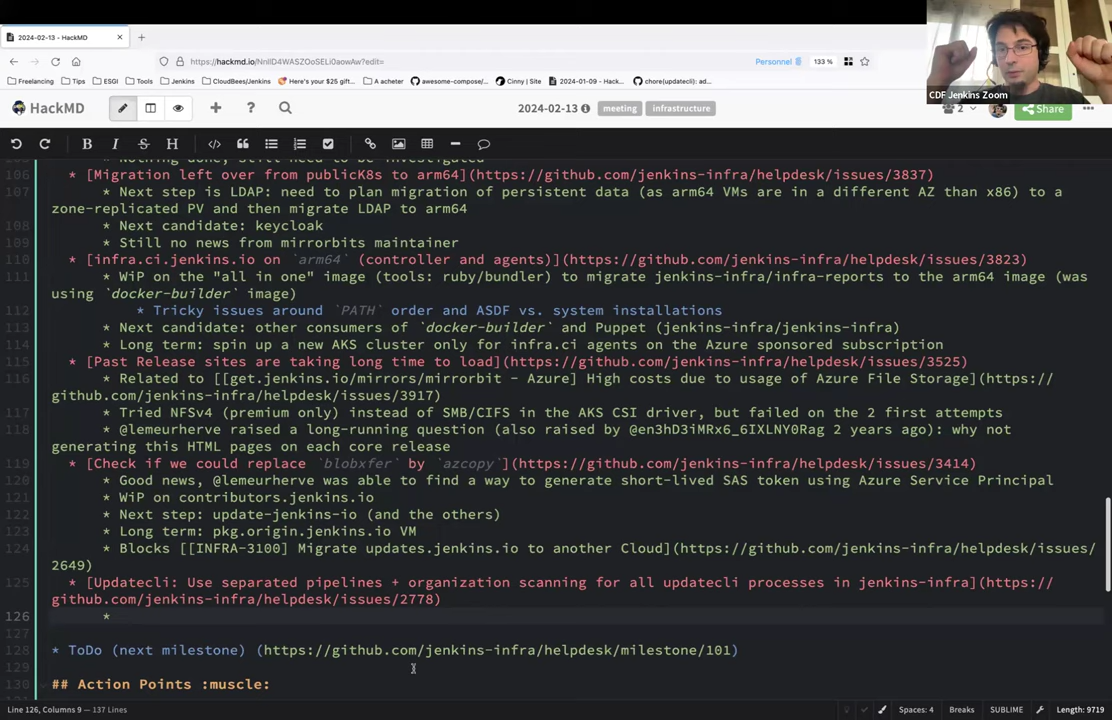 2024-02-13 - HackMD
https://hackmd.io/NnlID4WASZOoSELi0aowAw?edit=
Personnel
133 %
Freelancing
Tips
ESGI
Tools
Jenkins
CloudBees/Jenkins
Here's your $25 gift...
A acheter
awesome-compose/...
Cinny | Site
2024-01-09 - Hack...
chore(updatecli): ad...
CDF Jenkins Zoom
HackMD
2024-02-13
meeting
infrastructure
2
Share
106 * [Migration left over from publicK8s to arm64](https://github.com/jenkins-infra/helpdesk/issues/3837)
107 * Next step is LDAP: need to plan migration of persistent data (as arm64 VMs are in a different AZ than x86) to a
zone-replicated PV and then migrate LDAP to arm64
108 * Next candidate: keycloak
109 * Still no news from mirrorbits maintainer
110 * [infra.ci.jenkins.io on `arm64` (controller and agents)](https://github.com/jenkins-infra/helpdesk/issues/3823)
111 * WiP on the "all in one" image (tools: ruby/bundler) to migrate jenkins-infra/infra-reports to the arm64 image (was
using `docker-builder` image)
112 * Tricky issues around `PATH` order and ASDF vs. system installations
113 * Next candidate: other consumers of `docker-builder` and Puppet (jenkins-infra/jenkins-infra)
114 * Long term: spin up a new AKS cluster only for infra.ci agents on the Azure sponsored subscription
115 * [Past Release sites are taking long time to load](https://github.com/jenkins-infra/helpdesk/issues/3525)
116 * Related to [[get.jenkins.io/mirrors/mirrorbit - Azure] High costs due to usage of Azure File Storage](https://
github.com/jenkins-infra/helpdesk/issues/3917)
117 * Tried NFSv4 (premium only) instead of SMB/CIFS in the AKS CSI driver, but failed on the 2 first attempts
118 * @lemeurherve raised a long-running question (also raised by @en3hD3iMRx6_6IXLNY0Rag 2 years ago): why not
generating this HTML pages on each core release
119 * [Check if we could replace `blobxfer` by `azcopy`](https://github.com/jenkins-infra/helpdesk/issues/3414)
120 * Good news, @lemeurherve was able to find a way to generate short-lived SAS token using Azure Service Principal
121 * WiP on contributors.jenkins.io
122 * Next step: update-jenkins-io (and the others)
123 * Long term: pkg.origin.jenkins.io VM
124 * Blocks [[INFRA-3100] Migrate updates.jenkins.io to another Cloud](https://github.com/jenkins-infra/helpdesk/issues/
2649)
125 * [Updatecli: Use separated pipelines + organization scanning for all updatecli processes in jenkins-infra](https://
github.com/jenkins-infra/helpdesk/issues/2778)
126 *
127
128 * ToDo (next milestone) (https://github.com/jenkins-infra/helpdesk/milestone/101)
129
130 ## Action Points :muscle:
Line 126, Columns 9 — 137 Lines
Spaces: 4
Breaks
SUBLIME
Length: 9719